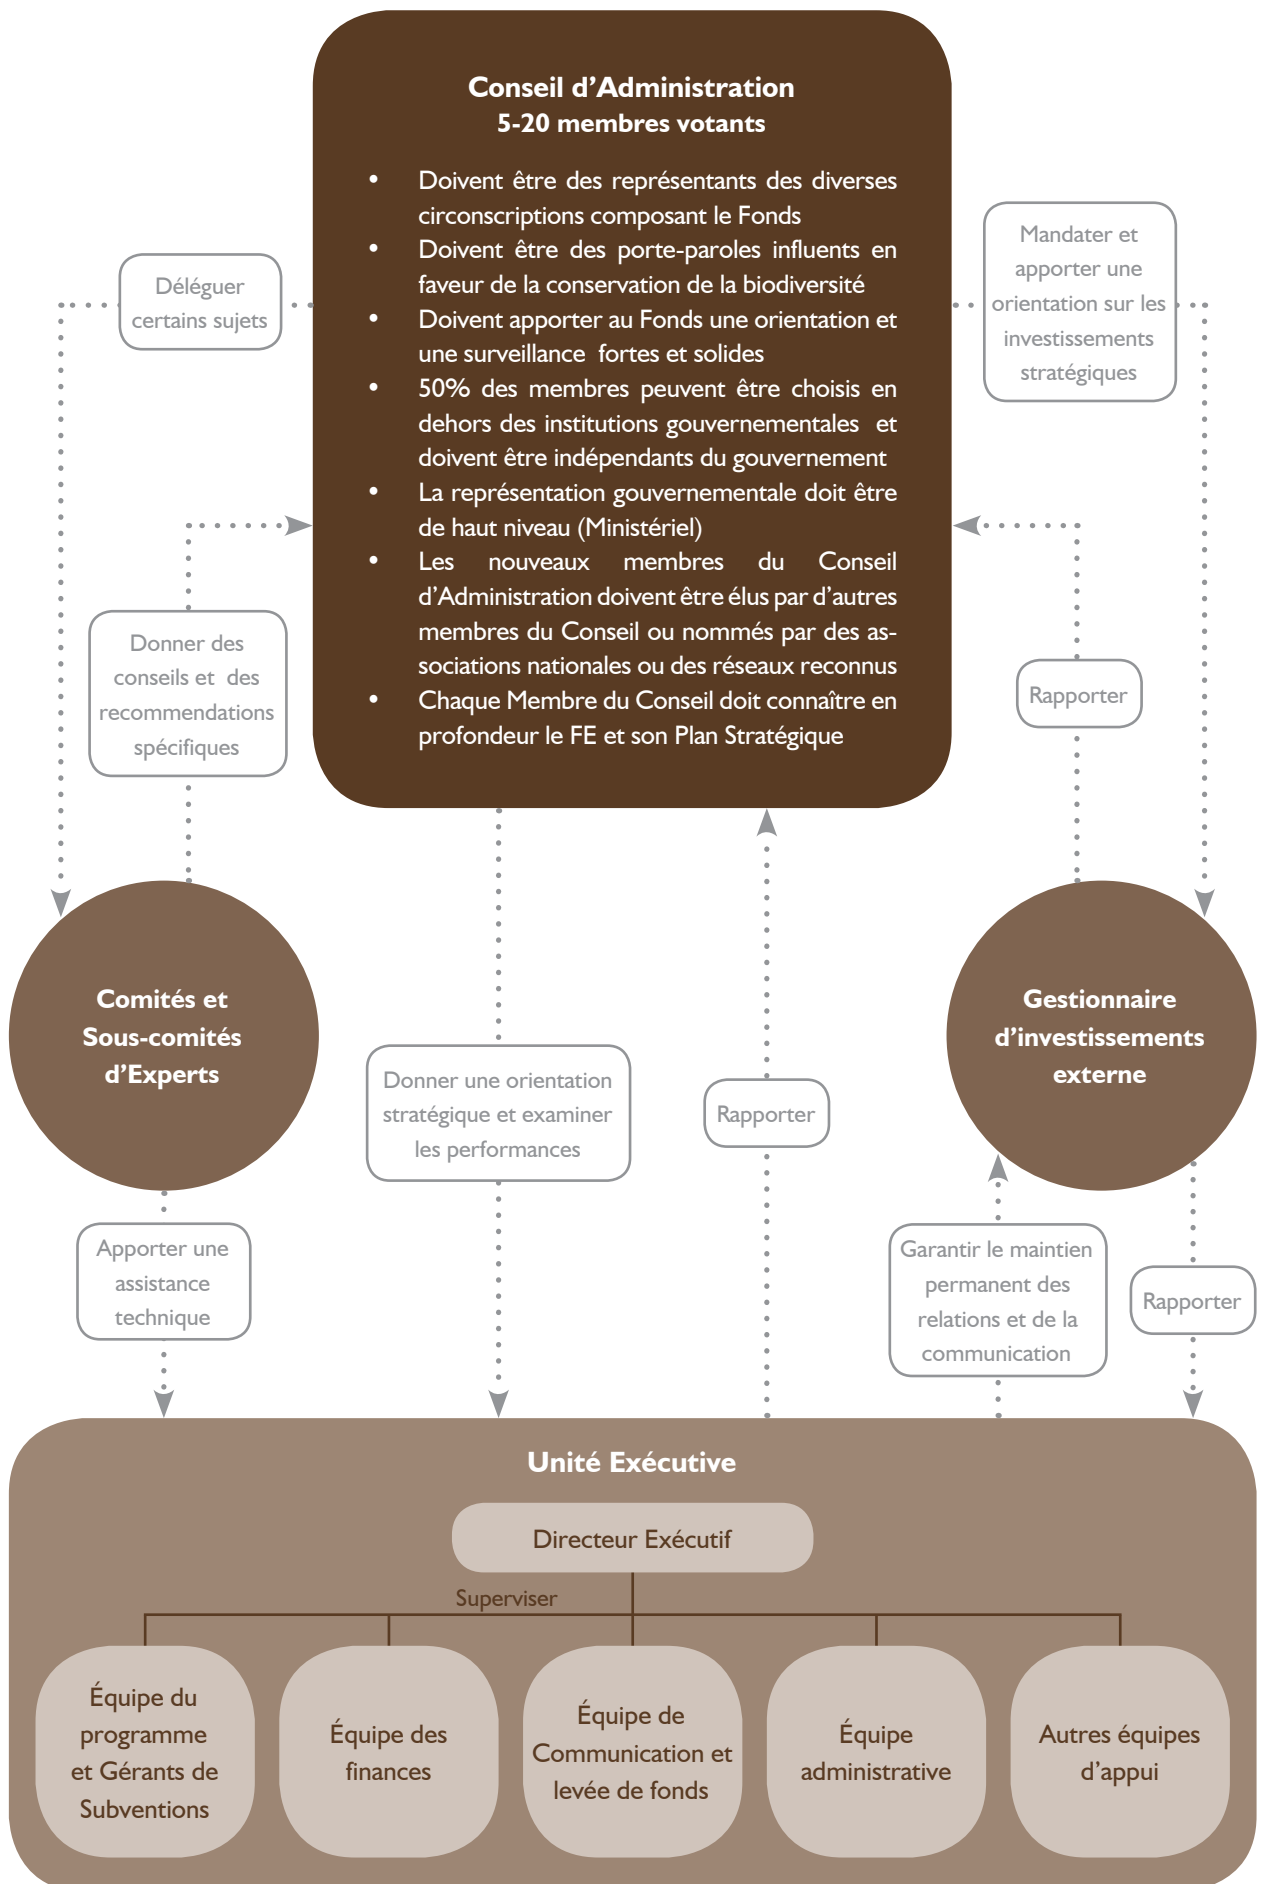 Conseil d'Administration
5-20 membres votants
• Doivent être des représentants des diverses
circonscriptions composant le Fonds
• Doivent être des porte-paroles influents en
faveur de la conservation de la biodiversité
• Doivent apporter au Fonds une orientation et
une surveillance fortes et solides
• 50% des membres peuvent être choisis en
dehors des institutions gouvernementales et
doivent être indépendants du gouvernement
• La représentation gouvernementale doit être
de haut niveau (Ministériel)
• Les nouveaux membres du Conseil
d'Administration doivent être élus par d'autres
membres du Conseil ou nommés par des as-
sociations nationales ou des réseaux reconnus
• Chaque Membre du Conseil doit connaître en
profondeur le FE et son Plan Stratégique
Déléguer
certains sujets
Mandater et
apporter une
orientation sur les
investissements
stratégiques
Donner des
conseils et des
recommendations
spécifiques
Rapporter
Comités et
Sous-comités
d'Experts
Gestionnaire
d'investissements
externe
Donner une orientation
stratégique et examiner
les performances
Rapporter
Apporter une
assistance
technique
Garantir le maintien
permanent des
relations et de la
communication
Rapporter
Unité Exécutive
Directeur Exécutif
Superviser
Équipe du
programme
et Gérants de
Subventions
Équipe des
finances
Équipe de
Communication et
levée de fonds
Équipe
administrative
Autres équipes
d'appui